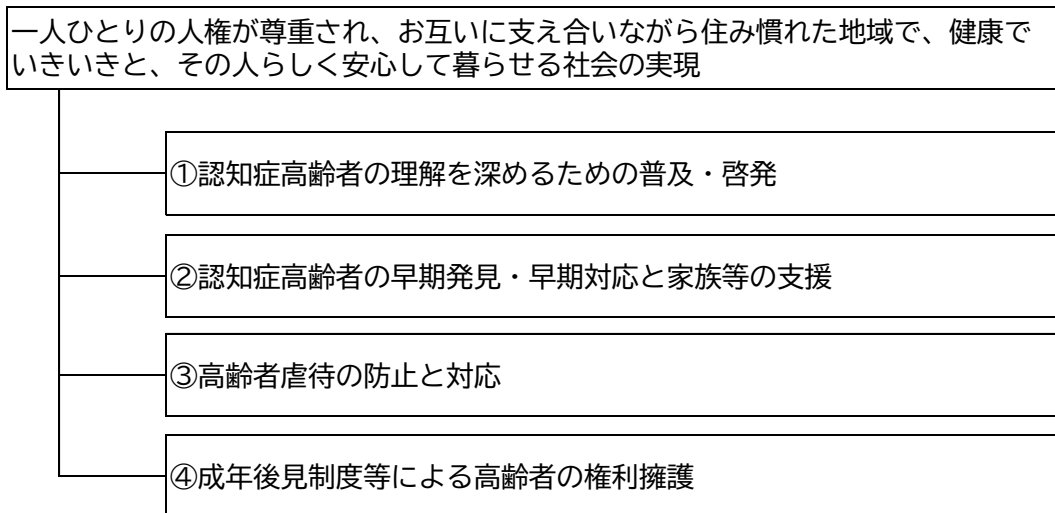 一人ひとりの人権が尊重され、お互いに支え合いながら住み慣れた地域で、健康で
いきいきと、その人らしく安心して暮らせる社会の実現
①認知症高齢者の理解を深めるための普及・啓発
②認知症高齢者の早期発見・早期対応と家族等の支援
③高齢者虐待の防止と対応
④成年後見制度等による高齢者の権利擁護